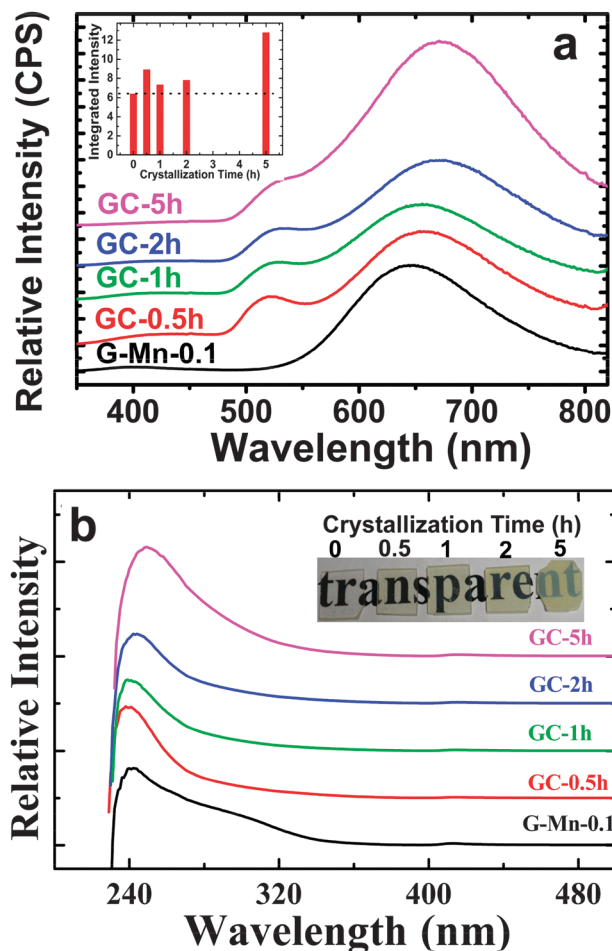 a
Relative Intensity (CPS)
Integrated Intensity
16
14
12
10
8
6
4
2
0
0 1 2 3 4 5
Crystallization Time (h)
GC-5h
GC-2h
GC-1h
GC-0.5h
G-Mn-0.1
400 500 600 700 800
Wavelength (nm)
b
Relative Intensity
Crystallization Time (h)
0 0.5 1 2 5
transparent
GC-5h
GC-2h
GC-1h
GC-0.5h
G-Mn-0.1
240 320 400 480
Wavelength (nm)